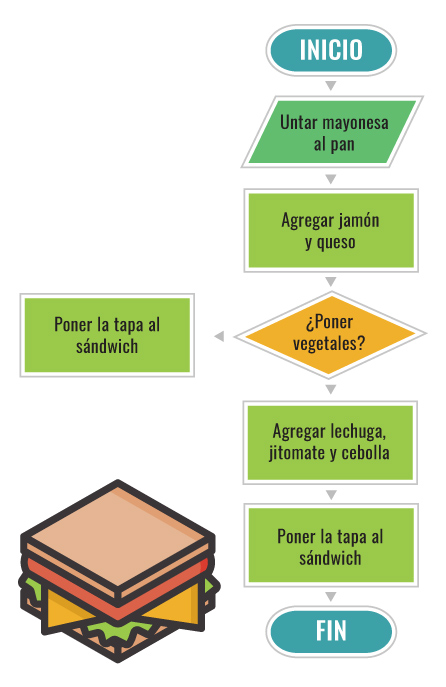 INICIO
Untar mayonesa
al pan
Agregar jamón
y queso
¿Poner
vegetales?
Poner la tapa al
sándwich
Agregar lechuga,
jitomate y cebolla
Poner la tapa al
sándwich
FIN